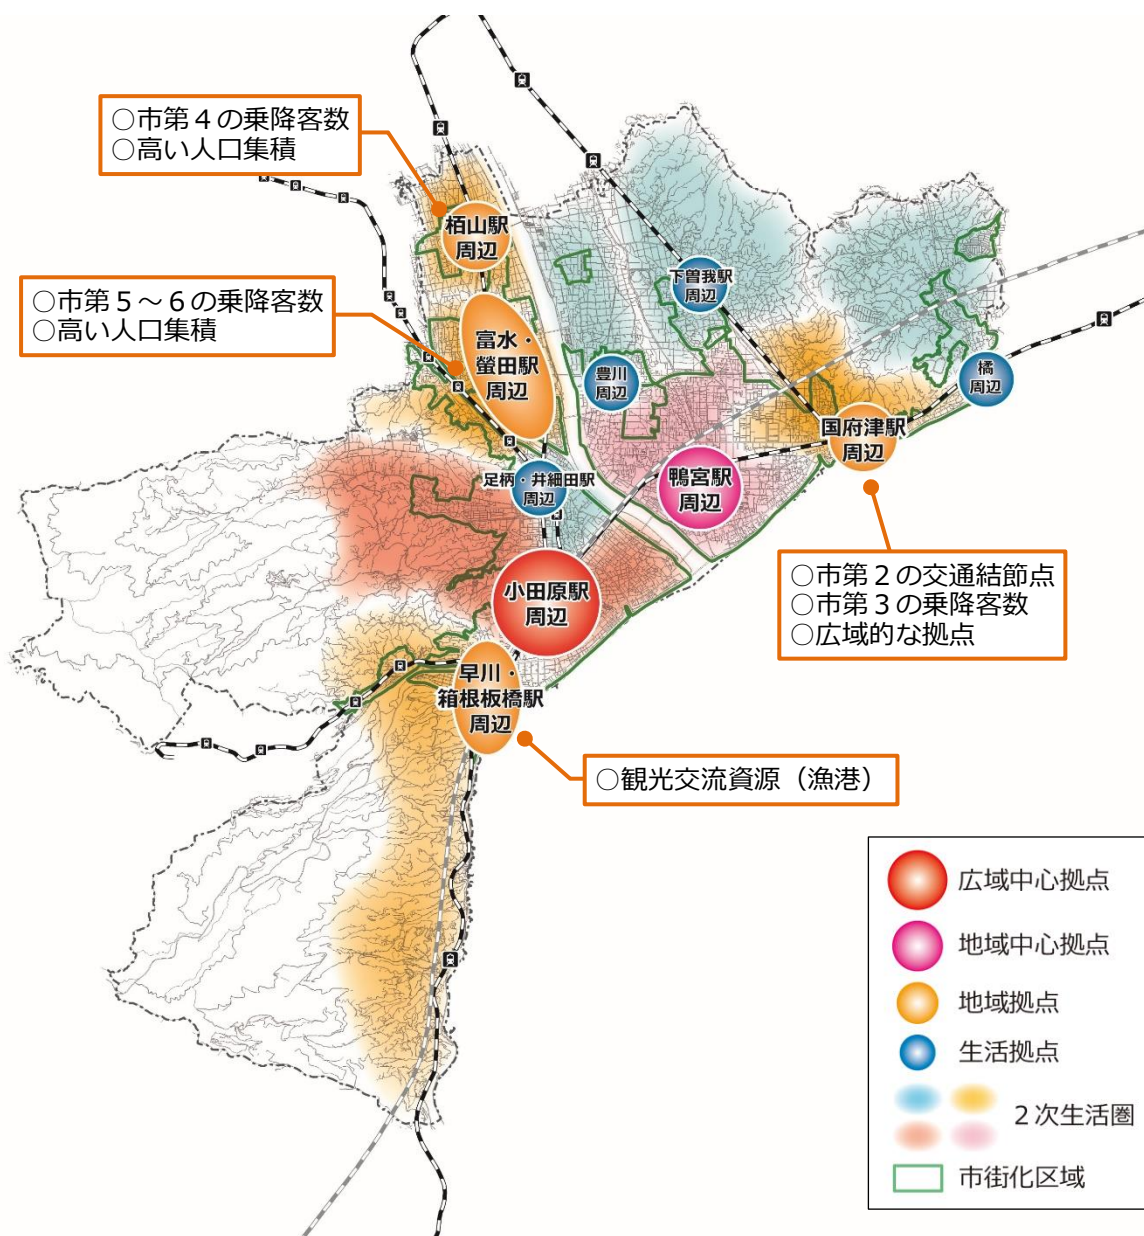 ○市第４の乗降客数
○高い人口集積
栢山駅
周辺
○市第５～６の乗降客数
○高い人口集積
富水・
螢田駅
周辺
下曽我駅
周辺
豊川
周辺
橘
周辺
国府津駅
周辺
鴨宮駅
周辺
足柄・井細田駅
周辺
○市第２の交通結節点
○市第３の乗降客数
○広域的な拠点
小田原駅
周辺
早川・
箱根板橋駅
周辺
○観光交流資源（漁港）
広域中心拠点
地域中心拠点
地域拠点
生活拠点
２次生活圏
市街化区域